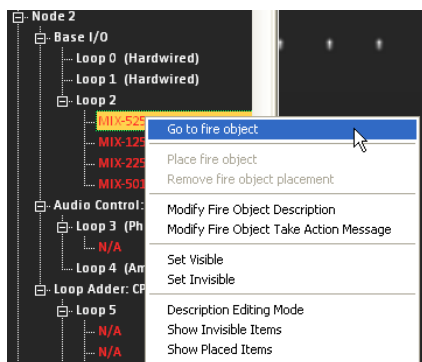 Node 2
Base I/O
Loop 0 (Hardwired)
Loop 1 (Hardwired)
Loop 2
MIX-525
MIX-125
MIX-225
MIX-501
Audio Control:
Loop 3 (Ph
N/A
Loop 4 (Am
Loop Adder: CP
Loop 5
N/A
N/A
Go to fire object
Place fire object
Remove fire object placement
Modify Fire Object Description
Modify Fire Object Take Action Message
Set Visible
Set Invisible
Description Editing Mode
Show Invisible Items
Show Placed Items